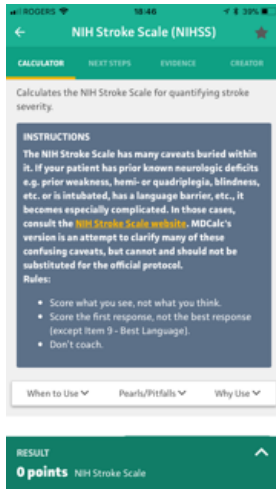 ROGERS 18:46 39%
NIH Stroke Scale (NIHSS)
CALCULATOR NEXT STEPS EVIDENCE CREATOR
Calculates the NIH Stroke Scale for quantifying stroke
severity.
INSTRUCTIONS
The NIH Stroke Scale has many caveats buried within
it. If your patient has prior known neurologic deficits
e.g. prior weakness, hemi- or quadriplegia, blindness,
etc. or is intubated, has a language barrier, etc., it
becomes especially complicated. In those cases,
consult the NIH Stroke Scale website. MDCalc's
version is an attempt to clarify many of these
confusing caveats, but cannot and should not be
substituted for the official protocol.
Rules:
• Score what you see, not what you think.
• Score the first response, not the best response
(except Item 9 - Best Language).
• Don't coach.
When to Use Pearls/Pitfalls Why Use
RESULT
0 points NIH Stroke Scale